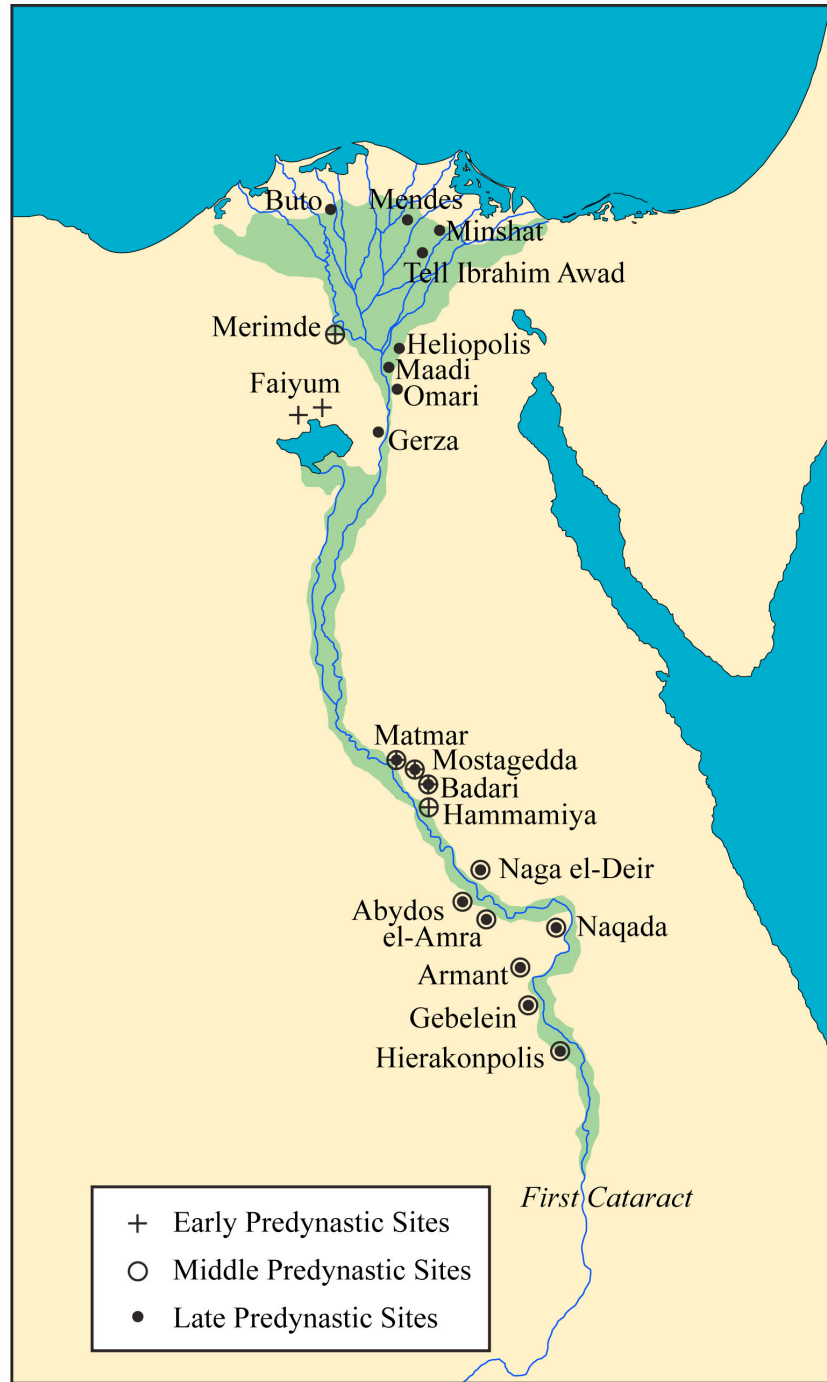 Buto
Mendes
Minshat
Tell Ibrahim Awad
Merimde
Heliopolis
Maadi
Faiyum
Omari
Gerza
Matmar
Mostagedda
Badari
Hammamiya
Naga el-Deir
Abydos
el-Amra
Naqada
Armant
Gebelein
Hierakonpolis
First Cataract
Early Predynastic Sites
Middle Predynastic Sites
Late Predynastic Sites